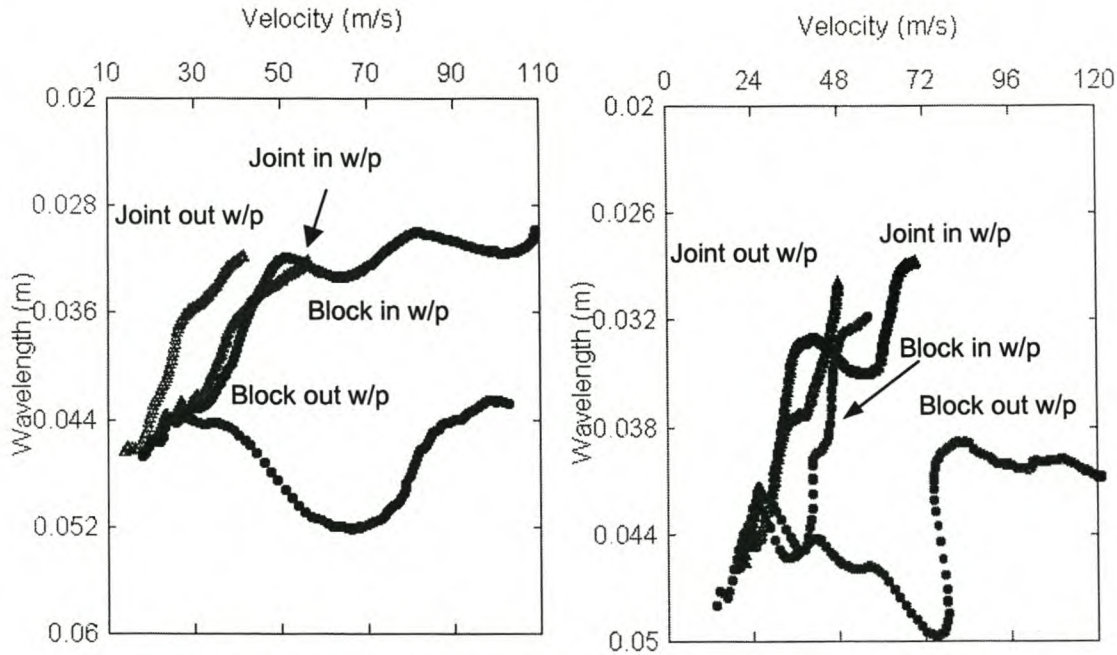 Velocity (m/s)
10 30 50 70 90 110
0.02
0.028
0.036
0.044
0.052
0.06
Wavelength (m)
Joint in w/p
Joint out w/p
Block in w/p
Block out w/p
Velocity (m/s)
0 24 48 72 96 120
0.02
0.026
0.032
0.038
0.044
0.05
Wavelength (m)
Joint out w/p
Joint in w/p
Block in w/p
Block out w/p